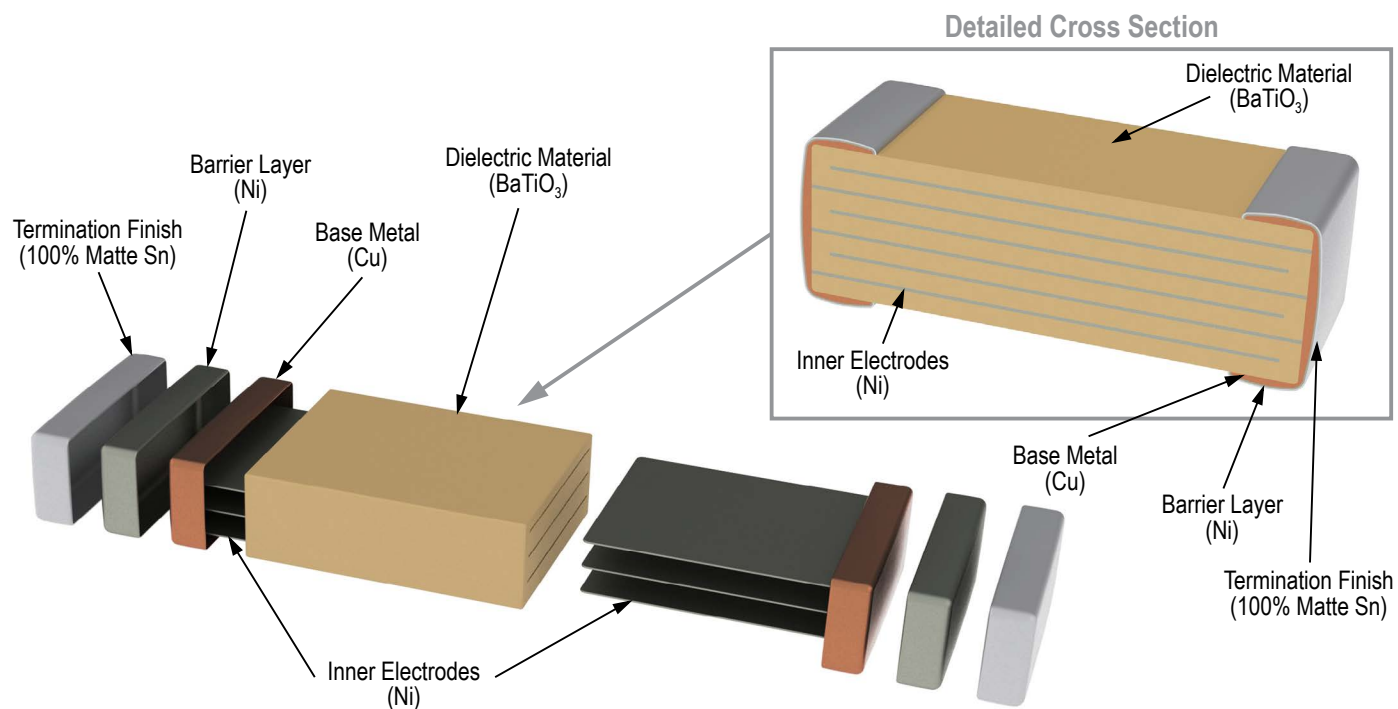 Detailed Cross Section
Dielectric Material
(BaTiO₃)
Inner Electrodes
(Ni)
Base Metal
(Cu)
Barrier Layer
(Ni)
Termination Finish
(100% Matte Sn)
Termination Finish
(100% Matte Sn)
Barrier Layer
(Ni)
Base Metal
(Cu)
Dielectric Material
(BaTiO₃)
Inner Electrodes
(Ni)